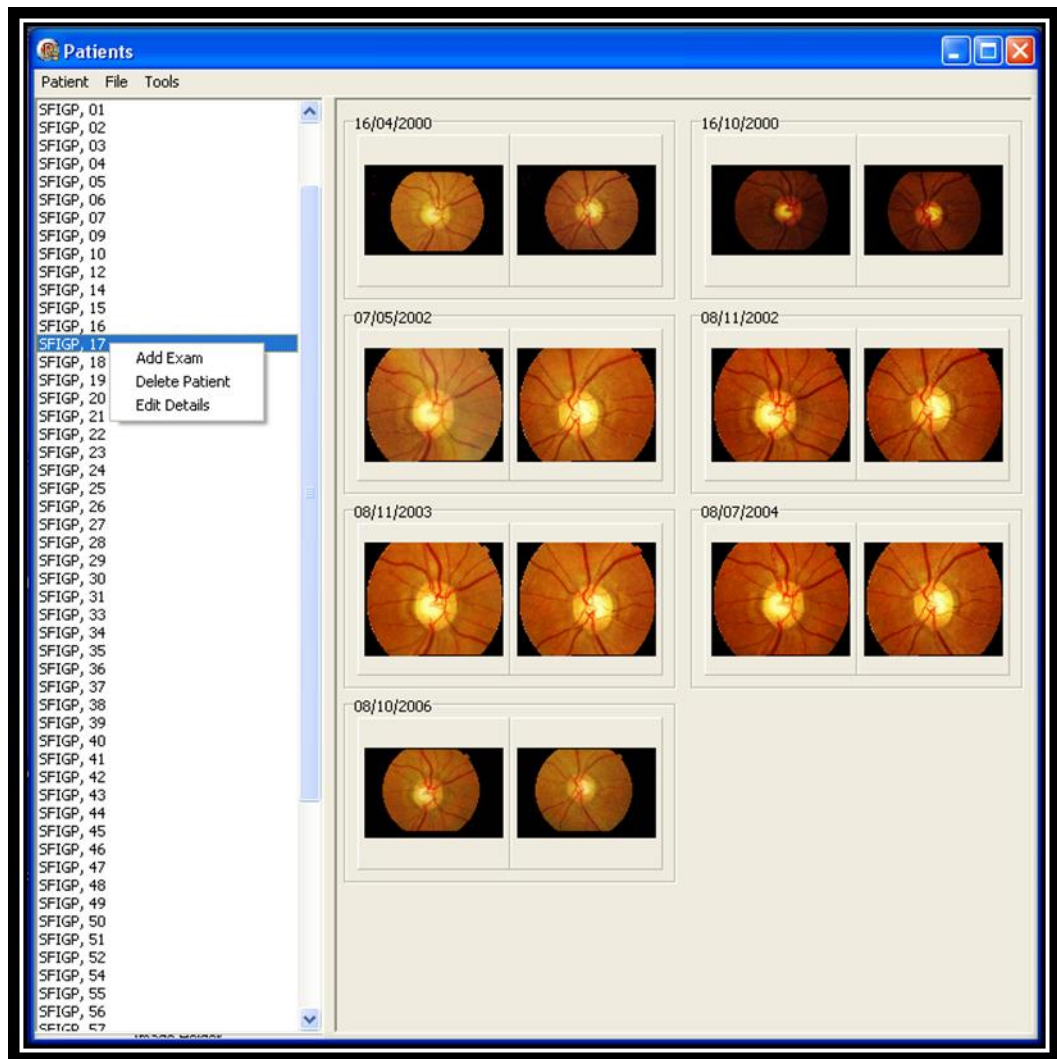 Patients
Patient File Tools
SFIGP, 01
SFIGP, 02
SFIGP, 03
SFIGP, 04
SFIGP, 05
SFIGP, 06
SFIGP, 07
SFIGP, 09
SFIGP, 10
SFIGP, 12
SFIGP, 14
SFIGP, 15
SFIGP, 16
SFIGP, 17
SFIGP, 18
SFIGP, 19
SFIGP, 20
SFIGP, 21
SFIGP, 22
SFIGP, 23
SFIGP, 24
SFIGP, 25
SFIGP, 26
SFIGP, 27
SFIGP, 28
SFIGP, 29
SFIGP, 30
SFIGP, 31
SFIGP, 33
SFIGP, 34
SFIGP, 35
SFIGP, 36
SFIGP, 37
SFIGP, 38
SFIGP, 39
SFIGP, 40
SFIGP, 41
SFIGP, 42
SFIGP, 43
SFIGP, 44
SFIGP, 45
SFIGP, 46
SFIGP, 47
SFIGP, 48
SFIGP, 49
SFIGP, 50
SFIGP, 51
SFIGP, 52
SFIGP, 54
SFIGP, 55
SFIGP, 56
SFIGP, 57
Add Exam
Delete Patient
Edit Details
16/04/2000
16/10/2000
07/05/2002
08/11/2002
08/11/2003
08/07/2004
08/10/2006